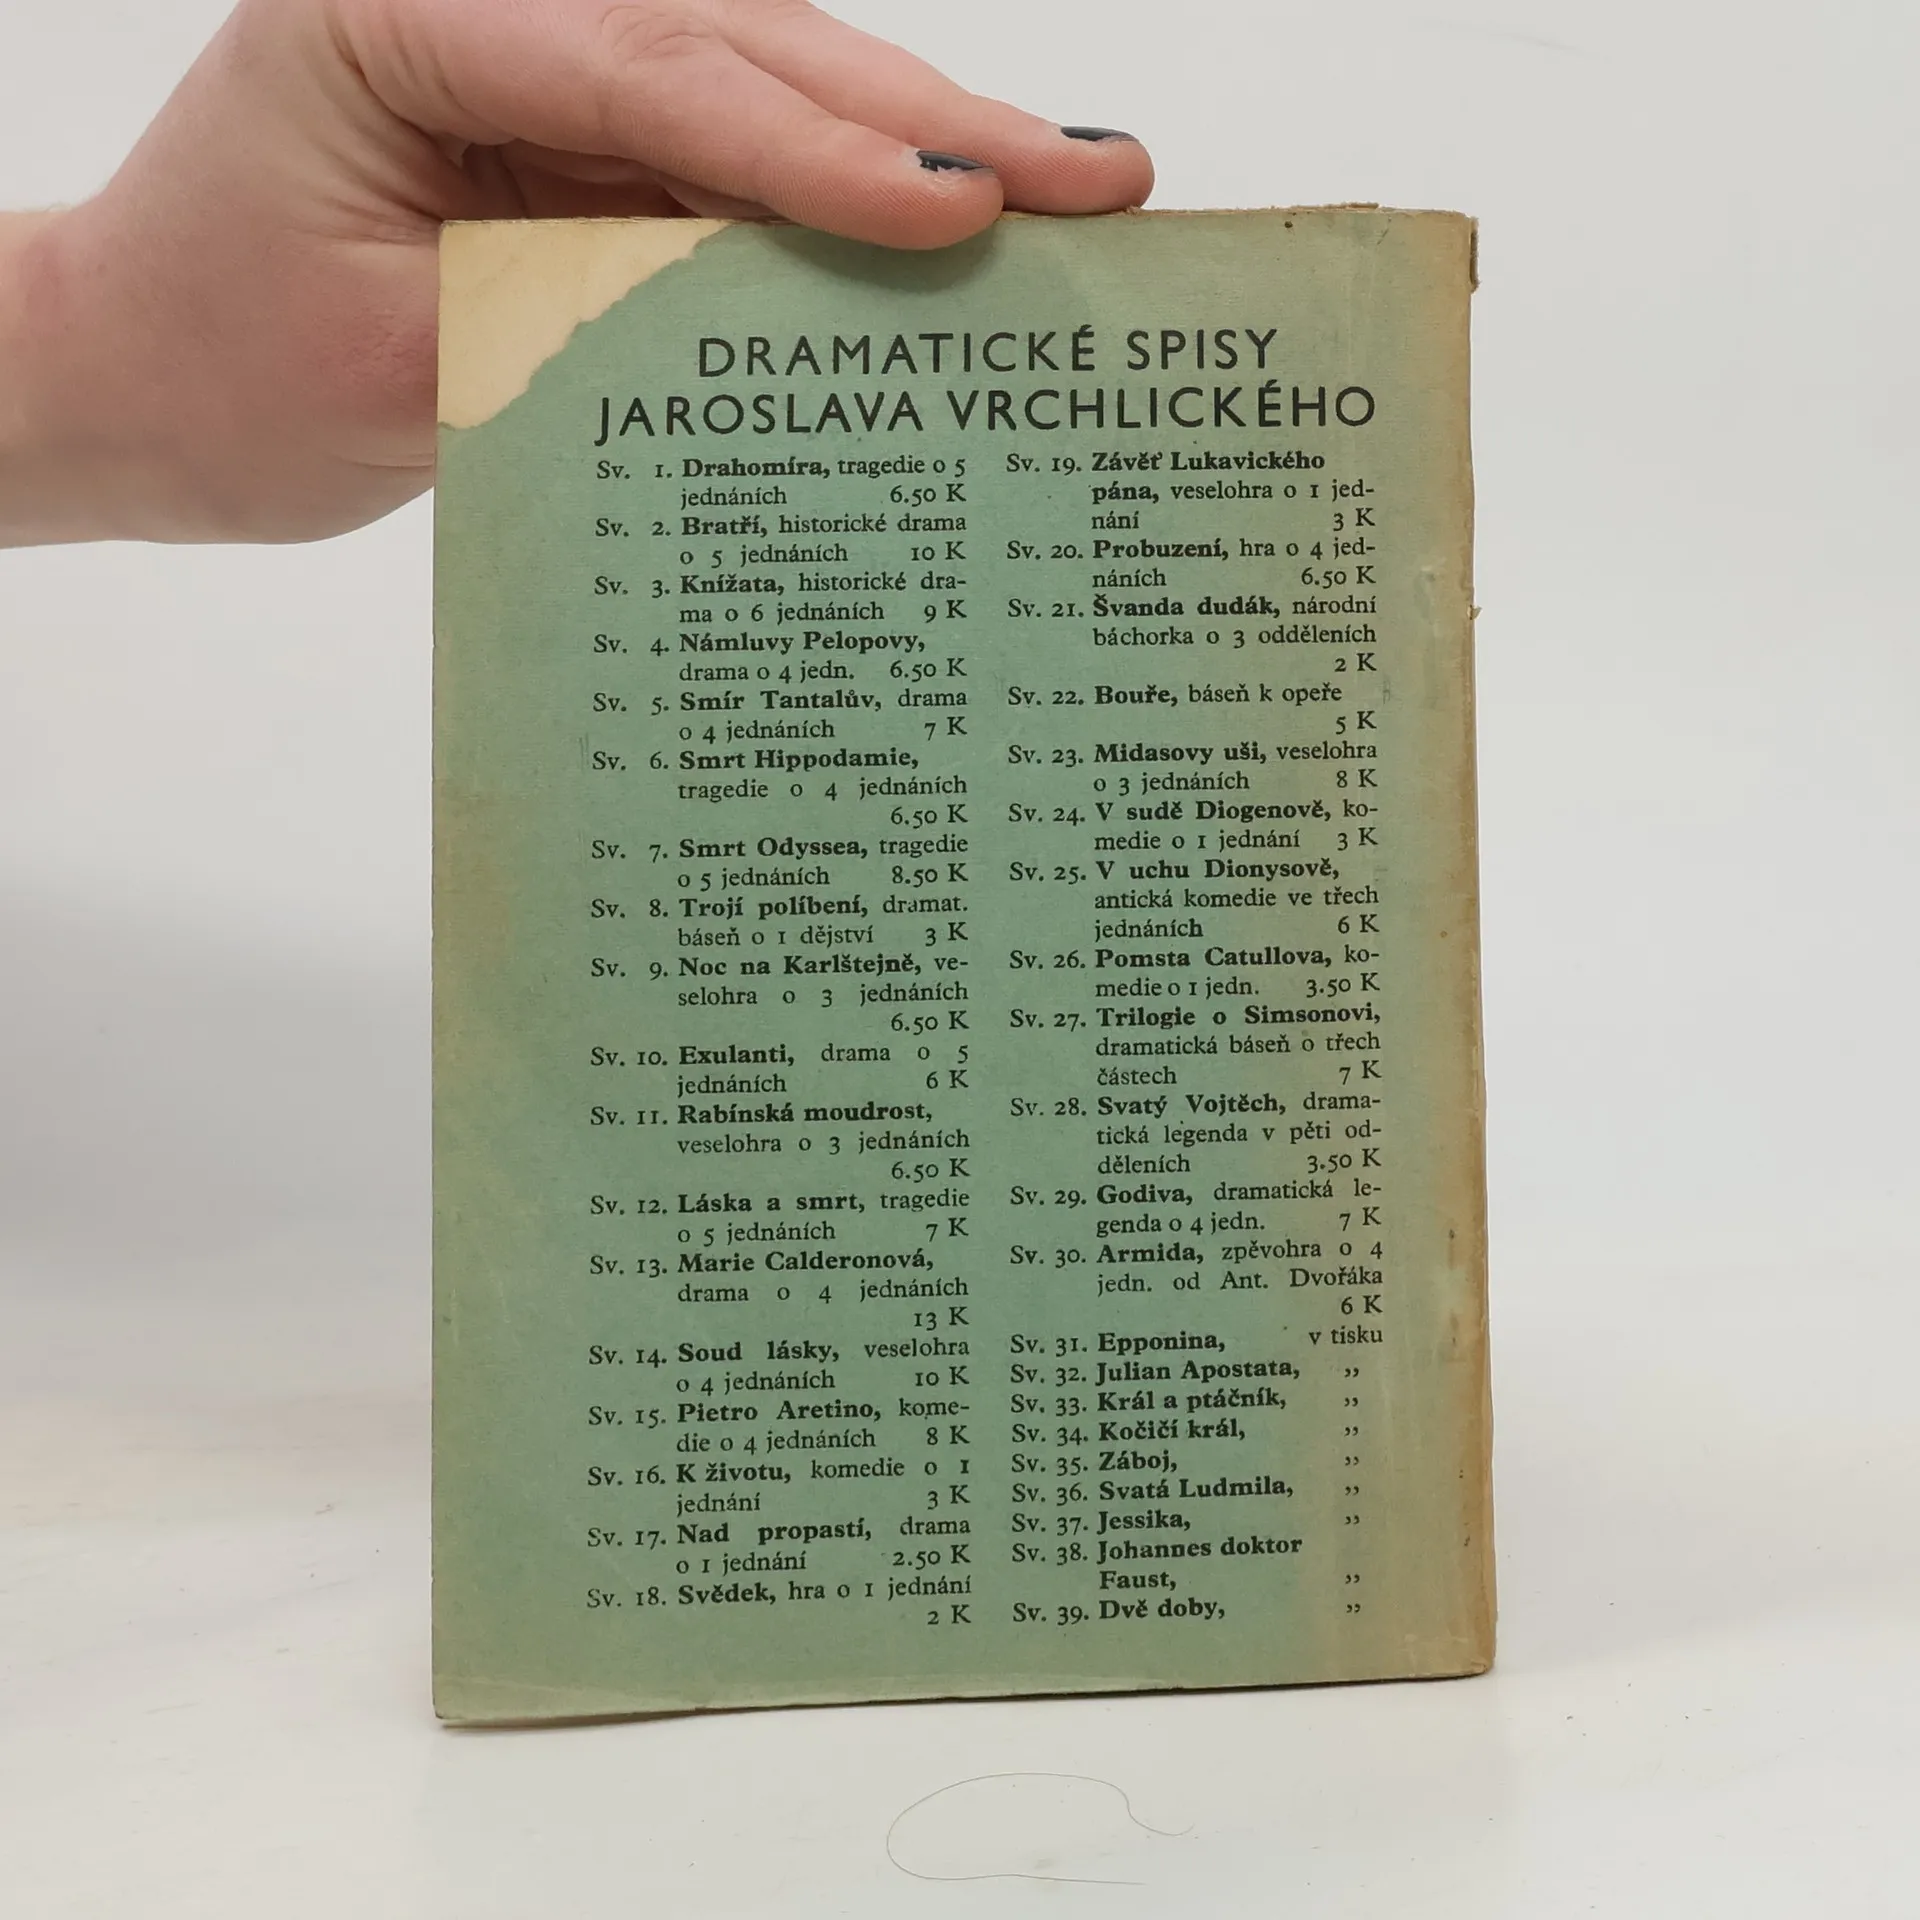 DRAMATICKÉ SPISY
JAROSLAVA VRCHLICKÉHO
Sv. 1. Drahomíra, tragedie o 5
jednáních 6.50 K
Sv. 2. Bratří, historické drama
o 5 jednáních 10 K
Sv. 3. Knížata, historické dra-
ma o 6 jednáních 9 K
Sv. 4. Námluvy Pelopovy,
drama o 4 jedn. 6.50 K
Sv. 5. Smír Tantalův, drama
o 4 jednáních 7 K
Sv. 6. Smrt Hippodamie,
tragedie o 4 jednáních
6.50 K
Sv. 7. Smrt Odyssea, tragedie
o 5 jednáních 8.50 K
Sv. 8. Trojí políbení, dramat.
báseň o 1 dějství 3 K
Sv. 9. Noc na Karlštejně, ve-
selohra o 3 jednáních
6.50 K
Sv. 10. Exulanti, drama o 5
jednáních 6 K
Sv. 11. Rabínská moudrost,
veselohra o 3 jednáních
6.50 K
Sv. 12. Láska a smrt, tragedie
o 5 jednáních 7 K
Sv. 13. Marie Calderonová,
drama o 4 jednáních
13 K
Sv. 14. Soud lásky, veselohra
o 4 jednáních 10 K
Sv. 15. Pietro Aretino, kome-
die o 4 jednáních 8 K
Sv. 16. K životu, komedie o 1
jednání 3 K
Sv. 17. Nad propastí, drama
o 1 jednání 2.50 K
Sv. 18. Svědek, hra o 1 jednání
2 K
Sv. 19. Závěť Lukavického
pána, veselohra o 1 jed-
nání 3 K
Sv. 20. Probuzení, hra o 4 jed-
náních 6.50 K
Sv. 21. Švanda dudák, národní
báchorka o 3 odděleních
2 K
Sv. 22. Bouře, báseň k opeře
5 K
Sv. 23. Midasovy uši, veselohra
o 3 jednáních 8 K
Sv. 24. V sudě Diogenově, ko-
medie o 1 jednání 3 K
Sv. 25. V uchu Dionysově,
antická komedie ve třech
jednáních 6 K
Sv. 26. Pomsta Catullova, ko-
medie o 1 jedn. 3.50 K
Sv. 27. Trilogie o Simsonovi,
dramatická báseň o třech
částech 7 K
Sv. 28. Svatý Vojtěch, drama-
tická legenda v pěti od-
děleních 3.50 K
Sv. 29. Godiva, dramatická le-
genda o 4 jedn. 7 K
Sv. 30. Armida, zpěvohra o 4
jedn. od Ant. Dvořáka
6 K
Sv. 31. Epponina, v tisku
Sv. 32. Julian Apostata, ,,
Sv. 33. Král a ptáčník, ,,
Sv. 34. Kočičí král, ,,
Sv. 35. Záboj, ,,
Sv. 36. Svatá Ludmila, ,,
Sv. 37. Jessika, ,,
Sv. 38. Johannes doktor
Faust, ,,
Sv. 39. Dvě doby, ,,